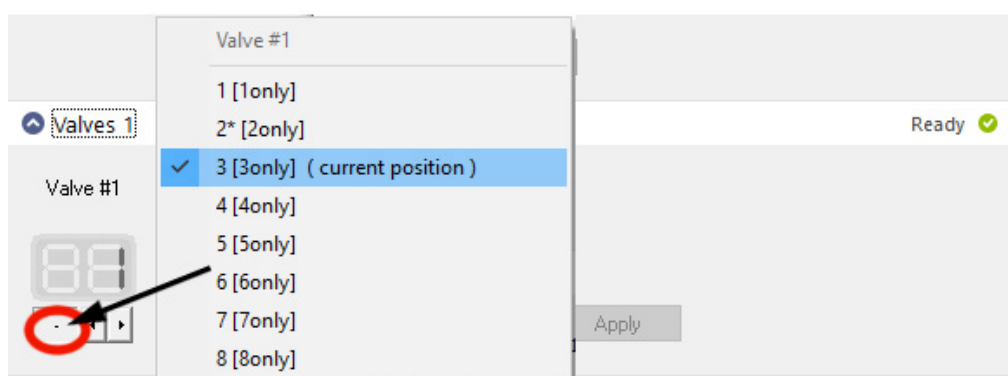 Valve #1
1 [1only]
Valves 1
2* [2only]
Ready
3 [3only] ( current position )
Valve #1
4 [4only]
5 [5only]
1
6 [6only]
7 [7only]
Apply
8 [8only]